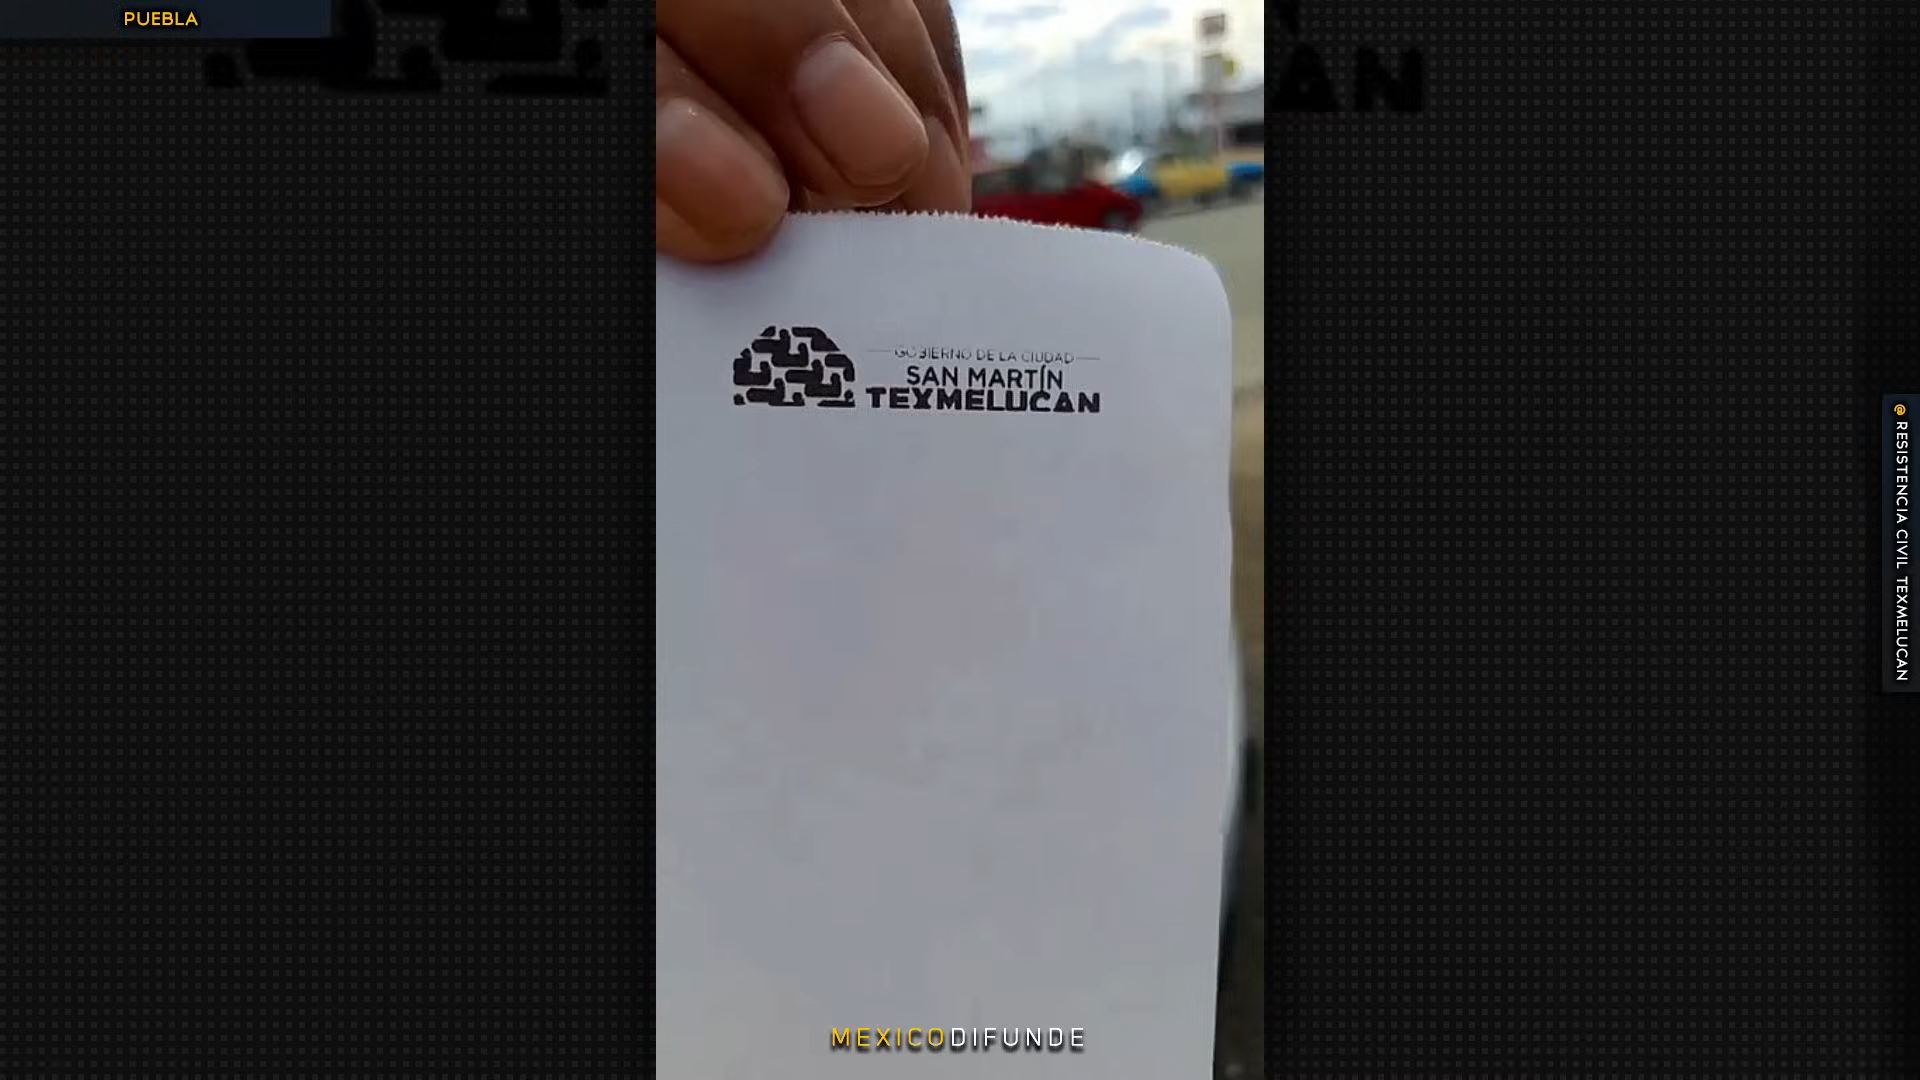 PUEBLA
GOBIERNO DE LA CIUDAD
SAN MARTÍN
TEXMELUCAN
@ RESISTENCIA CIVIL TEXMELUCAN
MEXICODIFUNDE